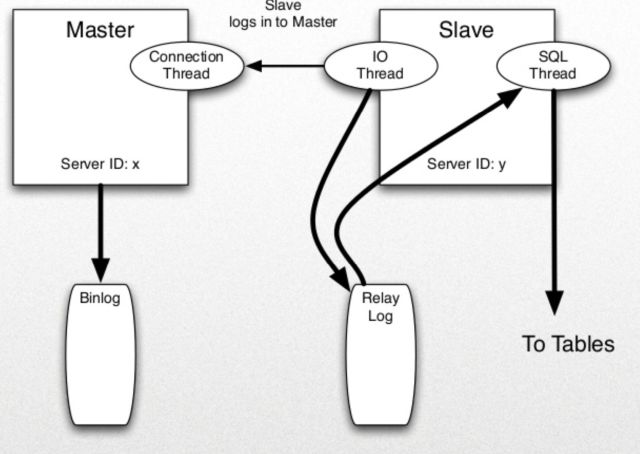 Slave
logs in to Master
Master
Slave
Connection
Thread
IO
Thread
SQL
Thread
Server ID: x
Server ID: y
Binlog
Relay
Log
To Tables